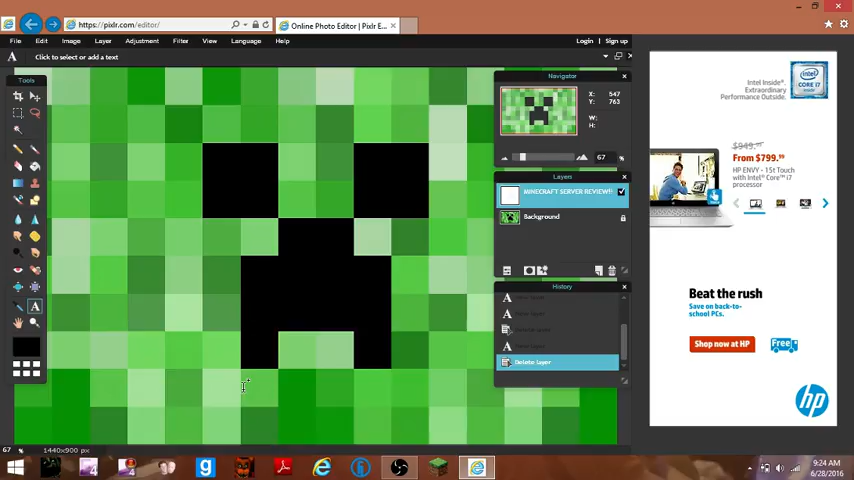 https://pixlr.com/editor/
Online Photo Editor | Pixlr E...
File Edit Image Layer Adjustment Filter View Language Help
Login | Sign up
A Click to select or add a text
Tools
Navigator
X: 547
Y: 763
W:
H:
67 %
Layers
MINECRAFT SERVER REVIEW!!
Background
History
Delete layer
67 % 1440x900 px
Intel Inside®.
Extraordinary
Performance Outside.
intel inside
CORE i7
$949.99
From $799.99
HP ENVY - 15t Touch
with Intel® Core™ i7
processor
Beat the rush
Save on back-to-
school PCs.
Shop now at HP
Free
hp
9:24 AM
6/28/2016